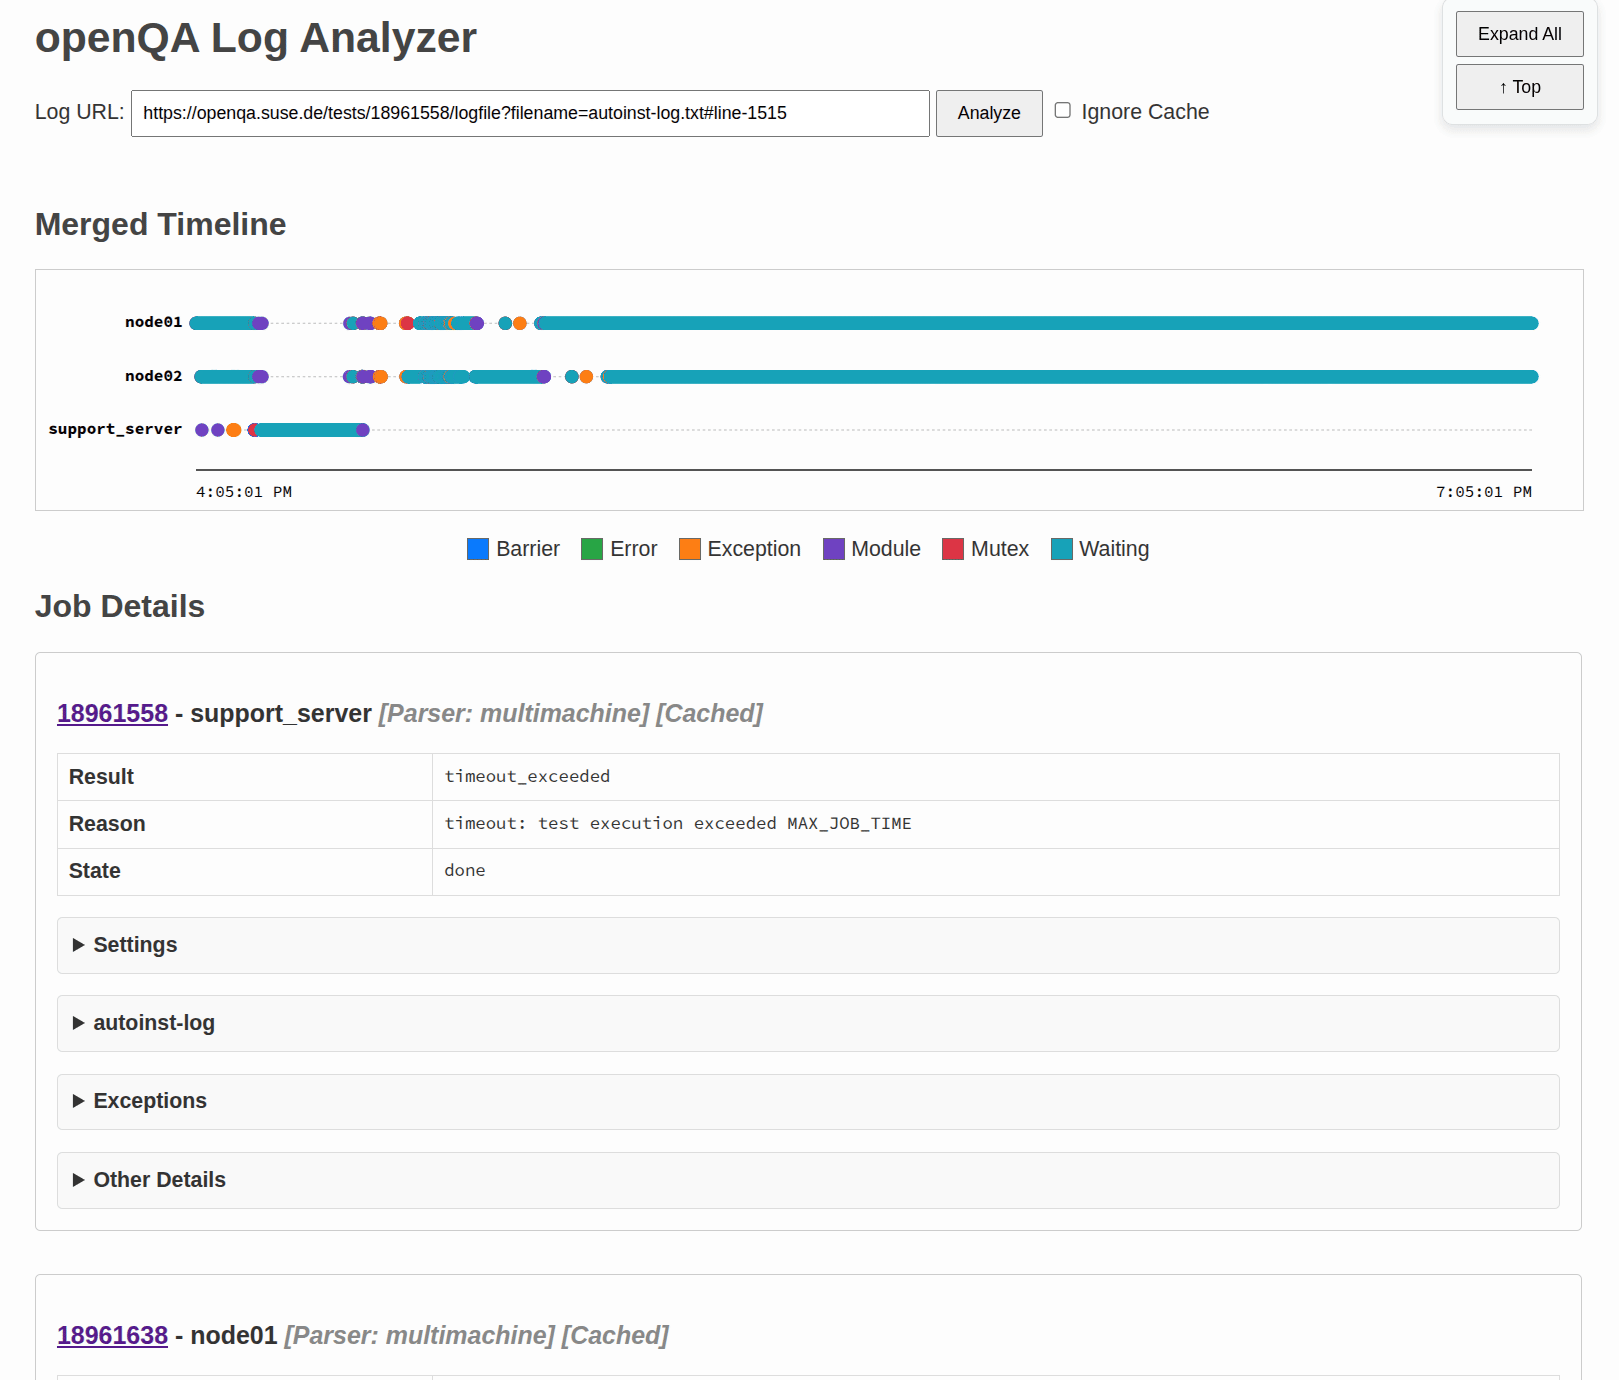 openQA Log Analyzer
Expand All
↑ Top
Log URL: https://openqa.suse.de/tests/18961558/logfile?filename=autoinst-log.txt#line-1515 Analyze Ignore Cache
Merged Timeline
node01
node02
support_server
4:05:01 PM 7:05:01 PM
Barrier Error Exception Module Mutex Waiting
Job Details
18961558 - support_server [Parser: multimachine] [Cached]
Result timeout_exceeded
Reason timeout: test execution exceeded MAX_JOB_TIME
State done
▶ Settings
▶ autoinst-log
▶ Exceptions
▶ Other Details
18961638 - node01 [Parser: multimachine] [Cached]